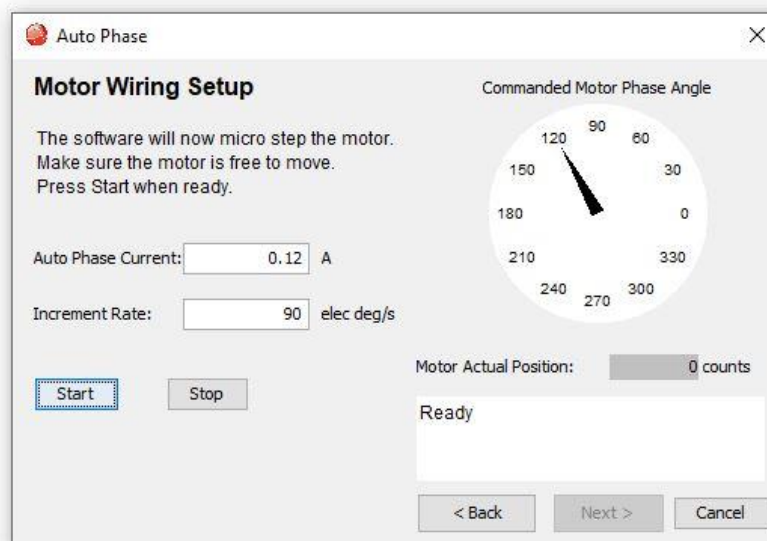 Auto Phase
Motor Wiring Setup
The software will now micro step the motor.
Make sure the motor is free to move.
Press Start when ready.
Auto Phase Current: 0.12 A
Increment Rate: 90 elec deg/s
Start Stop
Commanded Motor Phase Angle
90
120 60
150 30
180 0
210 330
240 300
270
Motor Actual Position: 0 counts
Ready
< Back Next > Cancel